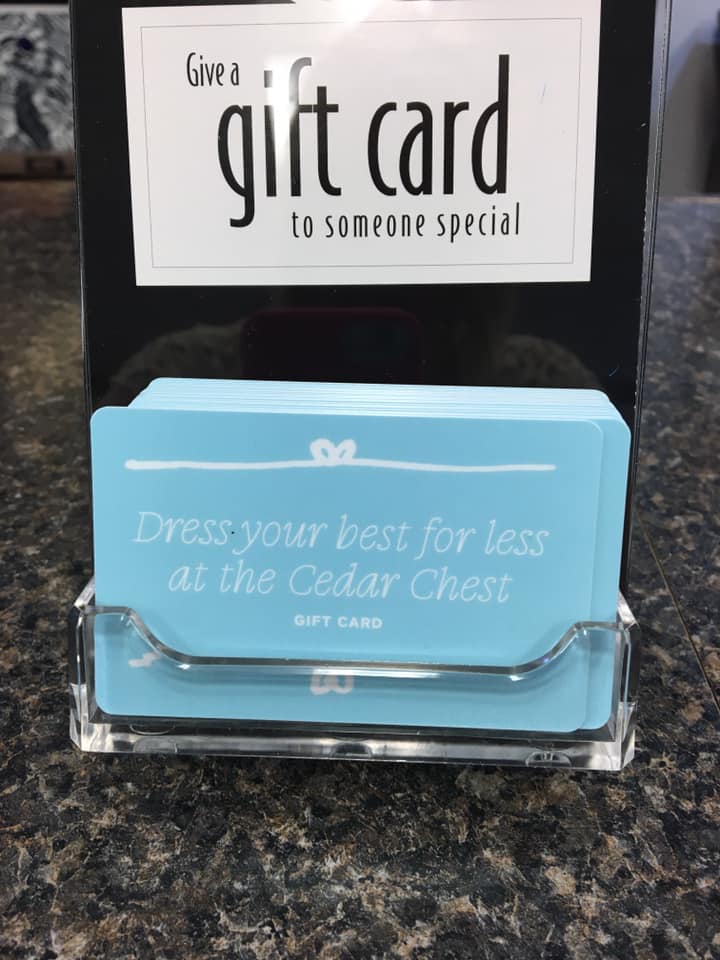 Give a
gift card
to someone special
Dress your best for less
at the Cedar Chest
GIFT CARD